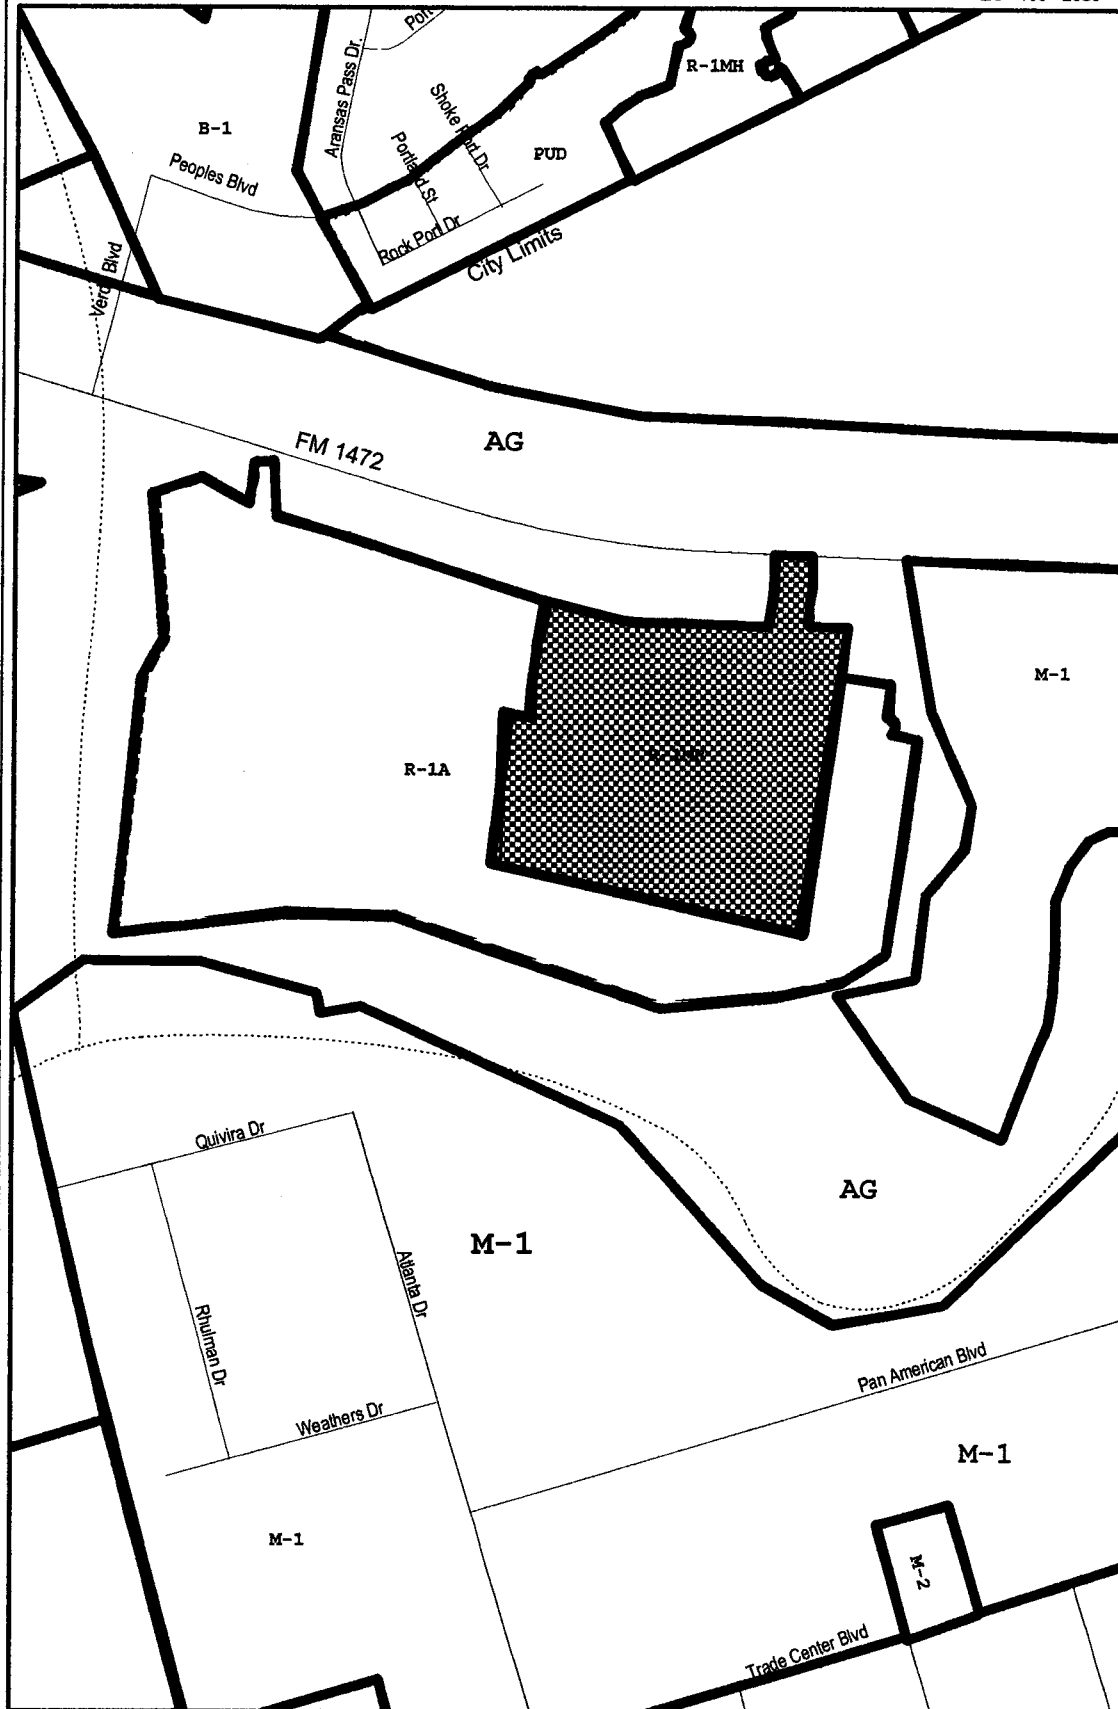 Port
Aransas Pass Dr.
R-1MH
B-1
Shoke Port Dr
PUD
Peoples Blvd
Portland St
Rock Port Dr
City Limits
Blvd
AG
FM 1472
M-1
R-1A
Quivira Dr
AG
M-1
Atlanta Dr
Rhulman Dr
Pan American Blvd
Weathers Dr
M-1
M-1
M-2
Trade Center Blvd